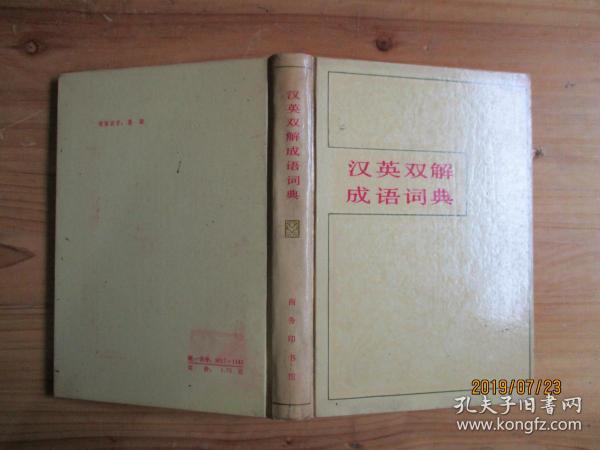 汉英双解
成语词典
汉英双解成语词典
商务印书馆
2019/07/23
孔夫子旧书网
www.kongfz.com